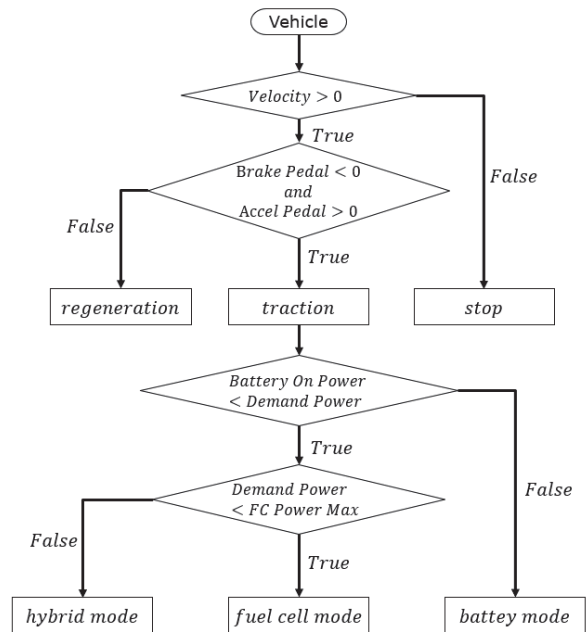 Vehicle
Velocity > 0
True
False
Brake Pedal < 0
and
Accel Pedal > 0
False
True
regeneration
traction
stop
Battery On Power
< Demand Power
True
False
Demand Power
< FC Power Max
False
True
hybrid mode
fuel cell mode
battey mode